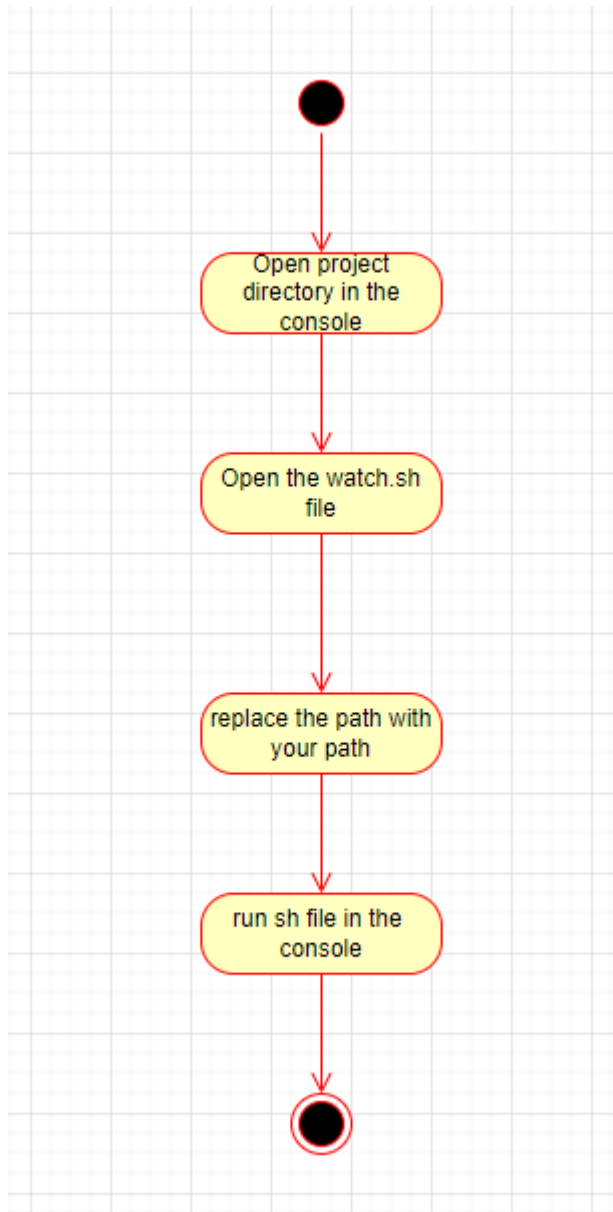 Open project
directory in the
console
Open the watch.sh
file
replace the path with
your path
run sh file in the
console